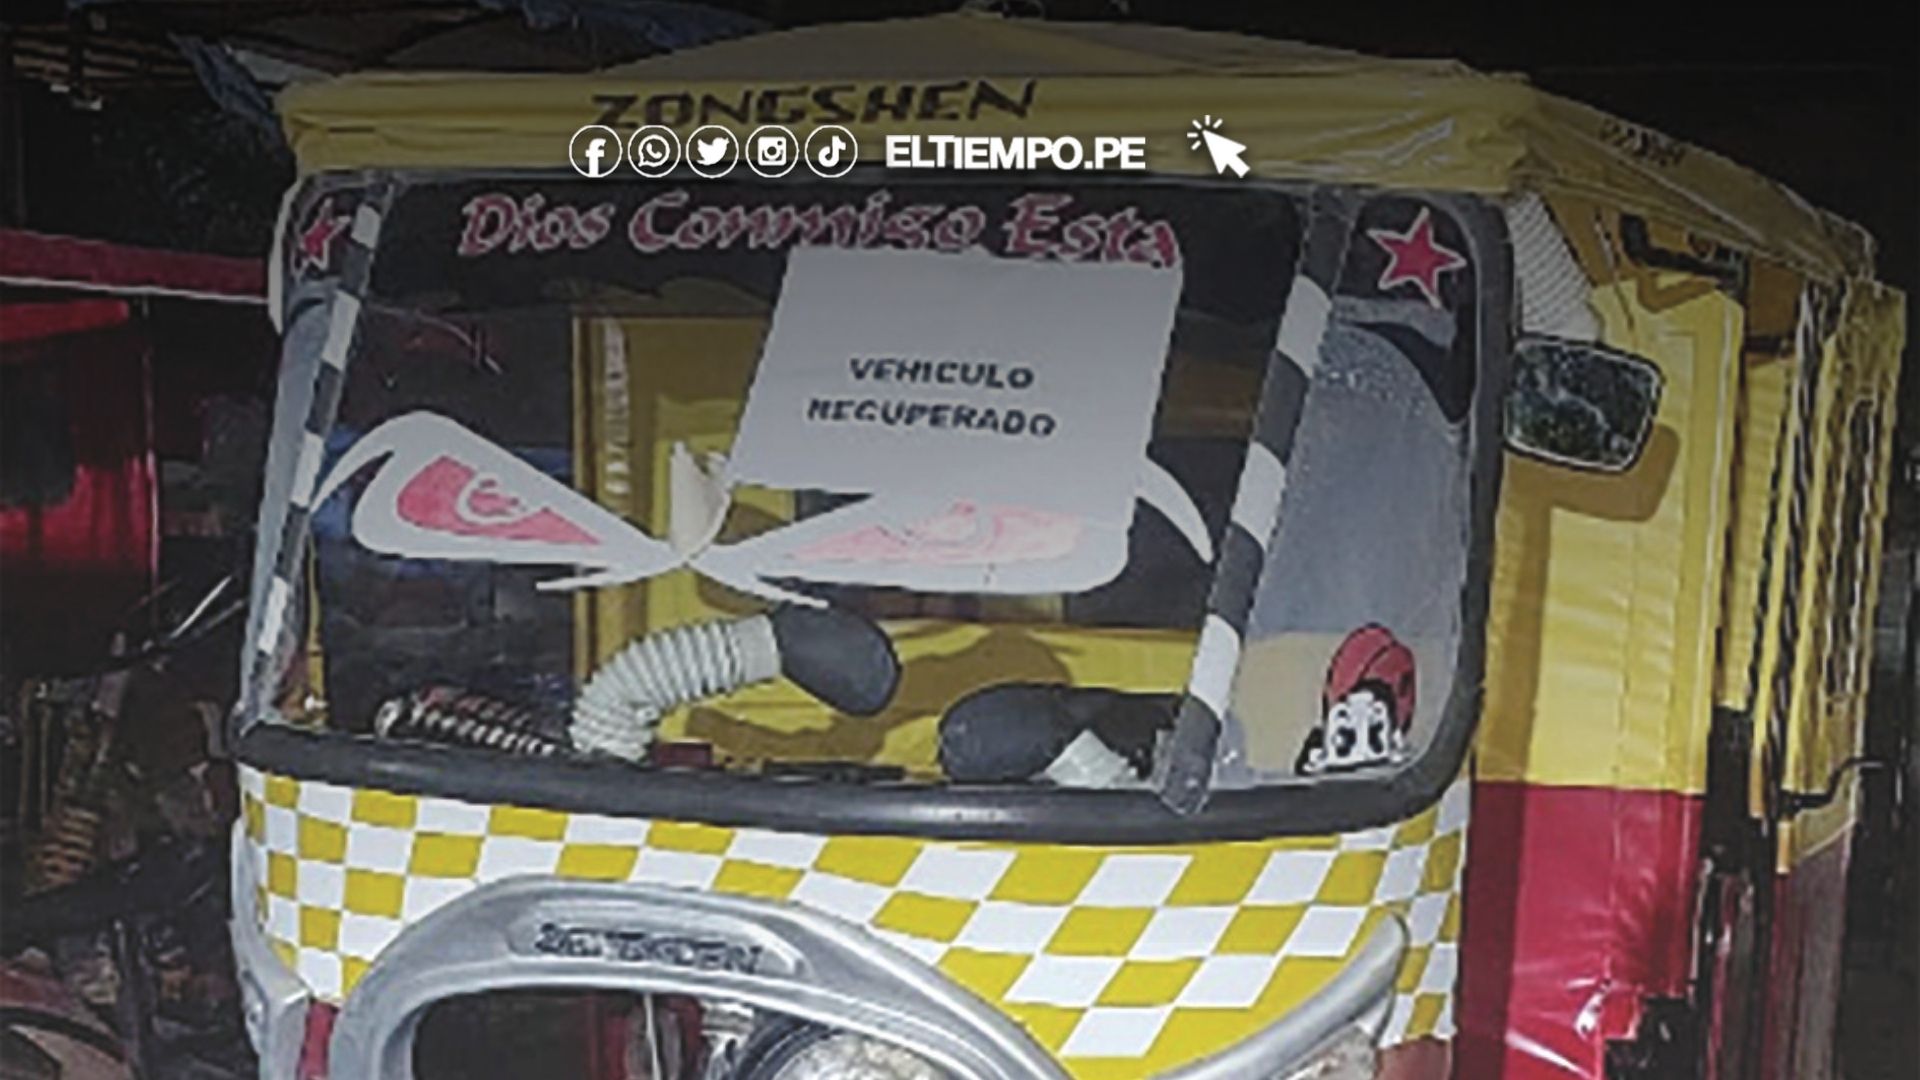 ZONGSHEN
ELTIEMPO.PE
Dios Conmigo Esta
VEHICULO
RECUPERADO
ZONGSHEN